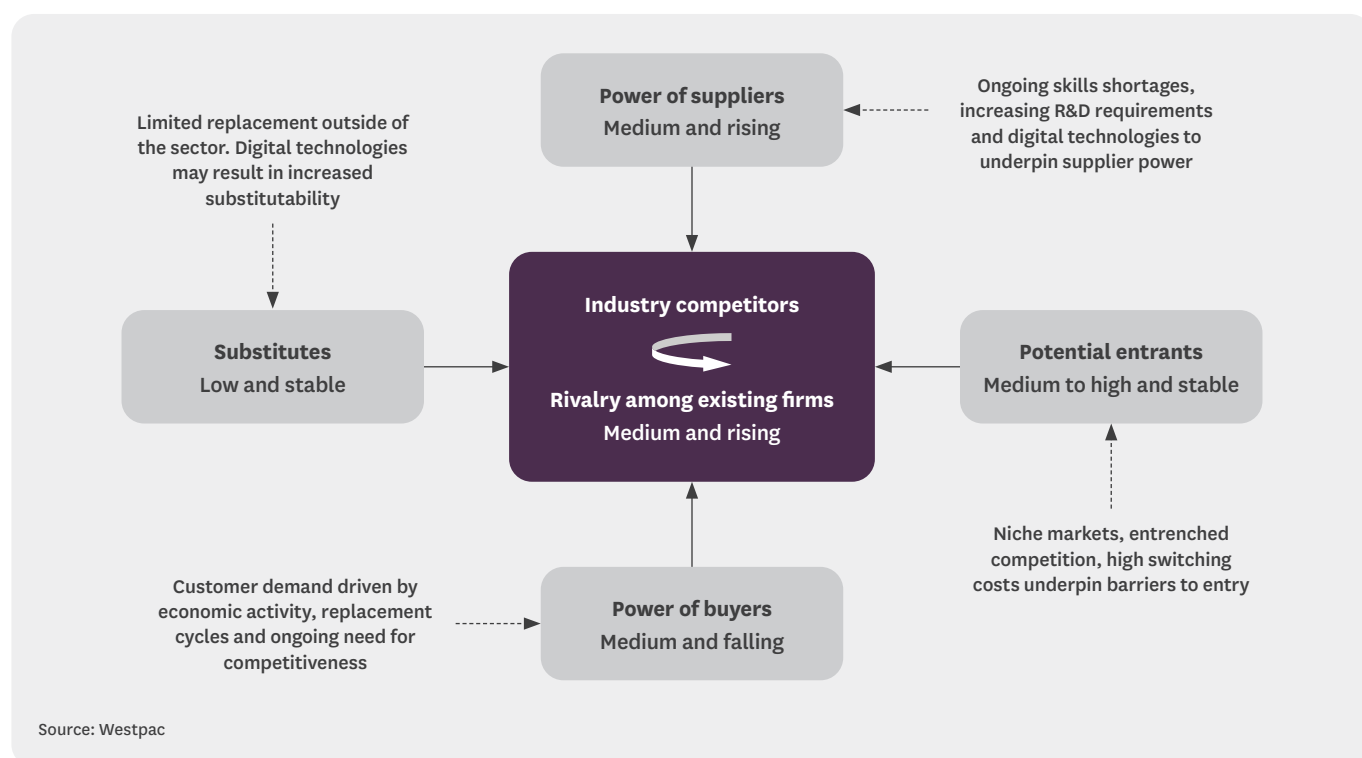 Power of suppliers
Medium and rising
Ongoing skills shortages,
increasing R&D requirements
and digital technologies to
underpin supplier power
Limited replacement outside of
the sector. Digital technologies
may result in increased
substitutability
Industry competitors
Rivalry among existing firms
Medium and rising
Substitutes
Low and stable
Potential entrants
Medium to high and stable
Niche markets, entrenched
competition, high switching
costs underpin barriers to entry
Customer demand driven by
economic activity, replacement
cycles and ongoing need for
competitiveness
Power of buyers
Medium and falling
Source: Westpac